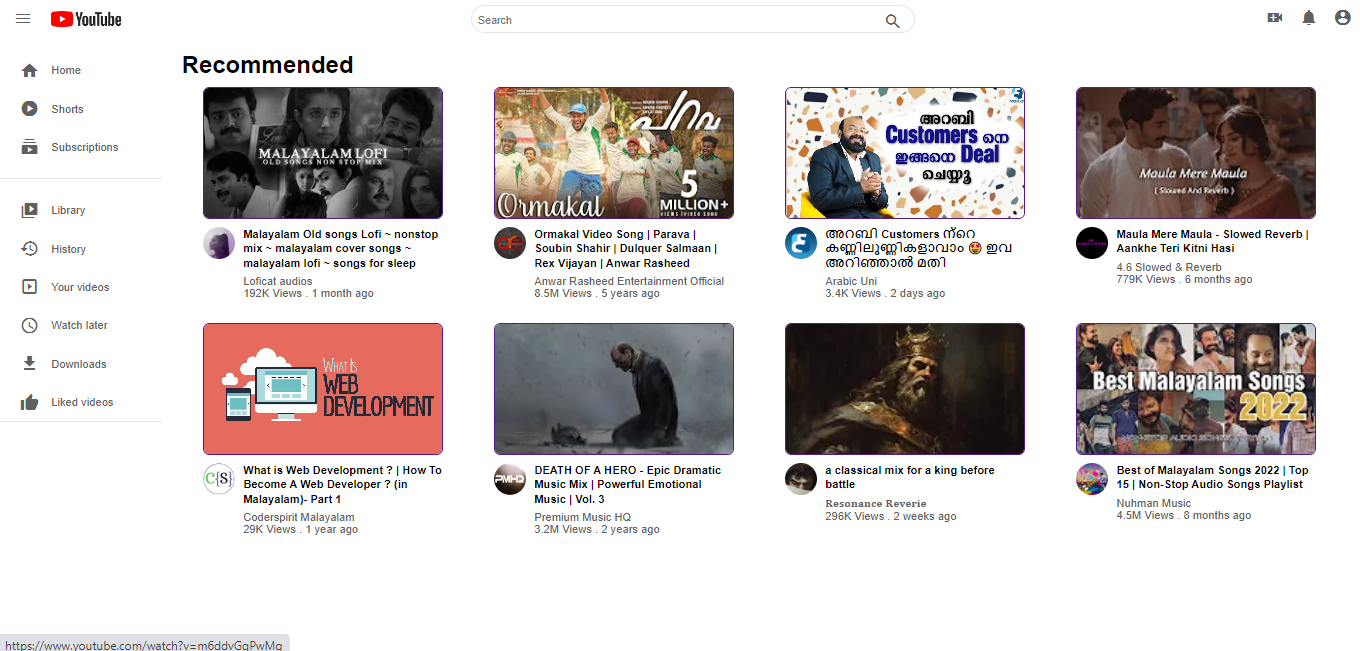 YouTube
Search
Home
Shorts
Subscriptions
Library
History
Your videos
Watch later
Downloads
Liked videos
Recommended
MALAYALAM LOFI
OLD SONGS NON STOP MIX
Malayalam Old songs Lofi ~ nonstop
mix ~ malayalam cover songs ~
malayalam lofi ~ songs for sleep
Loficat audios
192K Views . 1 month ago
പറവ
Ormakal
5
MILLION+
VIEWS |VIDEO SONG
Ormakal Video Song | Parava |
Soubin Shahir | Dulquer Salmaan |
Rex Vijayan | Anwar Rasheed
Anwar Rasheed Entertainment Official
8.5M Views . 5 years ago
അറബി
Customers നെ
ഇങ്ങനെ Deal
ചെയ്യൂ
അറബി Customers ന്റെ
കണ്ണിലുണ്ണികളാവാം 🤩 ഇവ
അറിഞ്ഞാൽ മതി
Arabic Uni
3.4K Views . 2 days ago
Maula Mere Maula
( Slowed And Reverb )
Maula Mere Maula - Slowed Reverb |
Aankhe Teri Kitni Hasi
4.6 Slowed & Reverb
779K Views . 6 months ago
WHAT IS
WEB
DEVELOPMENT
C{S}
What is Web Development ? | How To
Become A Web Developer ? (in
Malayalam)- Part 1
Coderspirit Malayalam
29K Views . 1 year ago
PMHQ
DEATH OF A HERO - Epic Dramatic
Music Mix | Powerful Emotional
Music | Vol. 3
Premium Music HQ
3.2M Views . 2 years ago
a classical mix for a king before
battle
Resonance Reverie
296K Views . 2 weeks ago
Best Malayalam Songs
2022
Best of Malayalam Songs 2022 | Top
15 | Non-Stop Audio Songs Playlist
Nuhman Music
4.5M Views . 8 months ago
https://www.youtube.com/watch?v=m6ddvGqPwMg